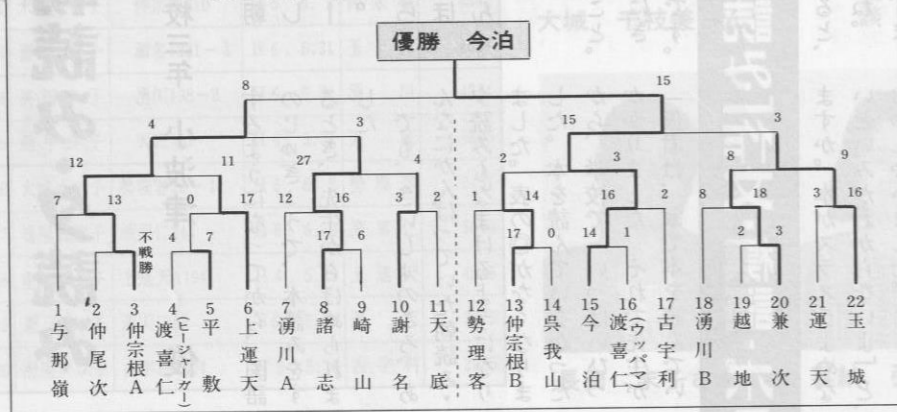 優勝 今泊
8
15
4
3
15
3
12
11
27
4
2
3
8
9
7
13
0
17
12
16
3
2
1
14
16
2
8
18
3
16
不戦勝
4
7
17
6
17
0
14
1
2
3
1 与那嶺
2 仲尾次
3 仲宗根A
4 渡喜仁(ヒージャガー)
5 平敷
6 上運天
7 湧川A
8 諸志
9 崎山
10 謝名
11 天底
12 勢理客
13 仲宗根B
14 呉我山
15 今泊
16 渡喜仁(ウッパマ)
17 古宇利
18 湧川B
19 越地
20 兼次
21 運天
22 玉城